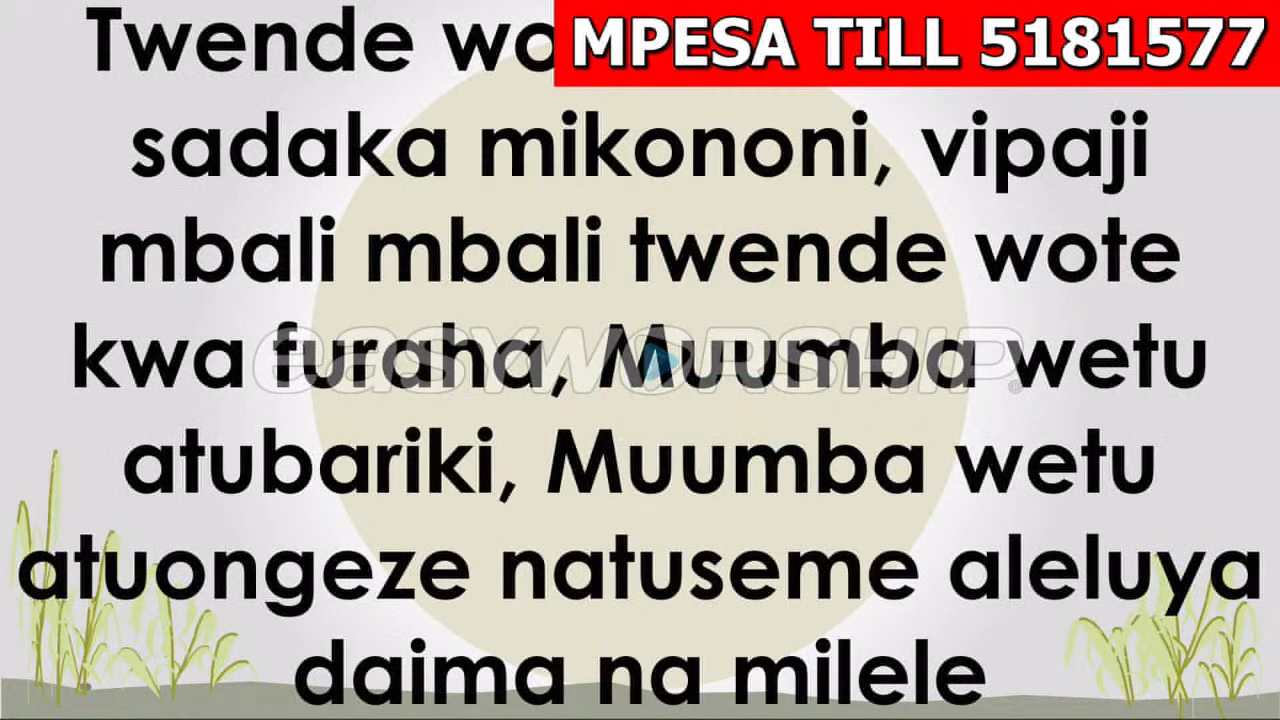 Twende
MPESA TILL 5181577
sadaka mikononi, vipaji
mbali mbali twende wote
kwa furaha, Muumba wetu
easyworship
atubariki, Muumba wetu
atuongeze natuseme aleluya
daima na milele